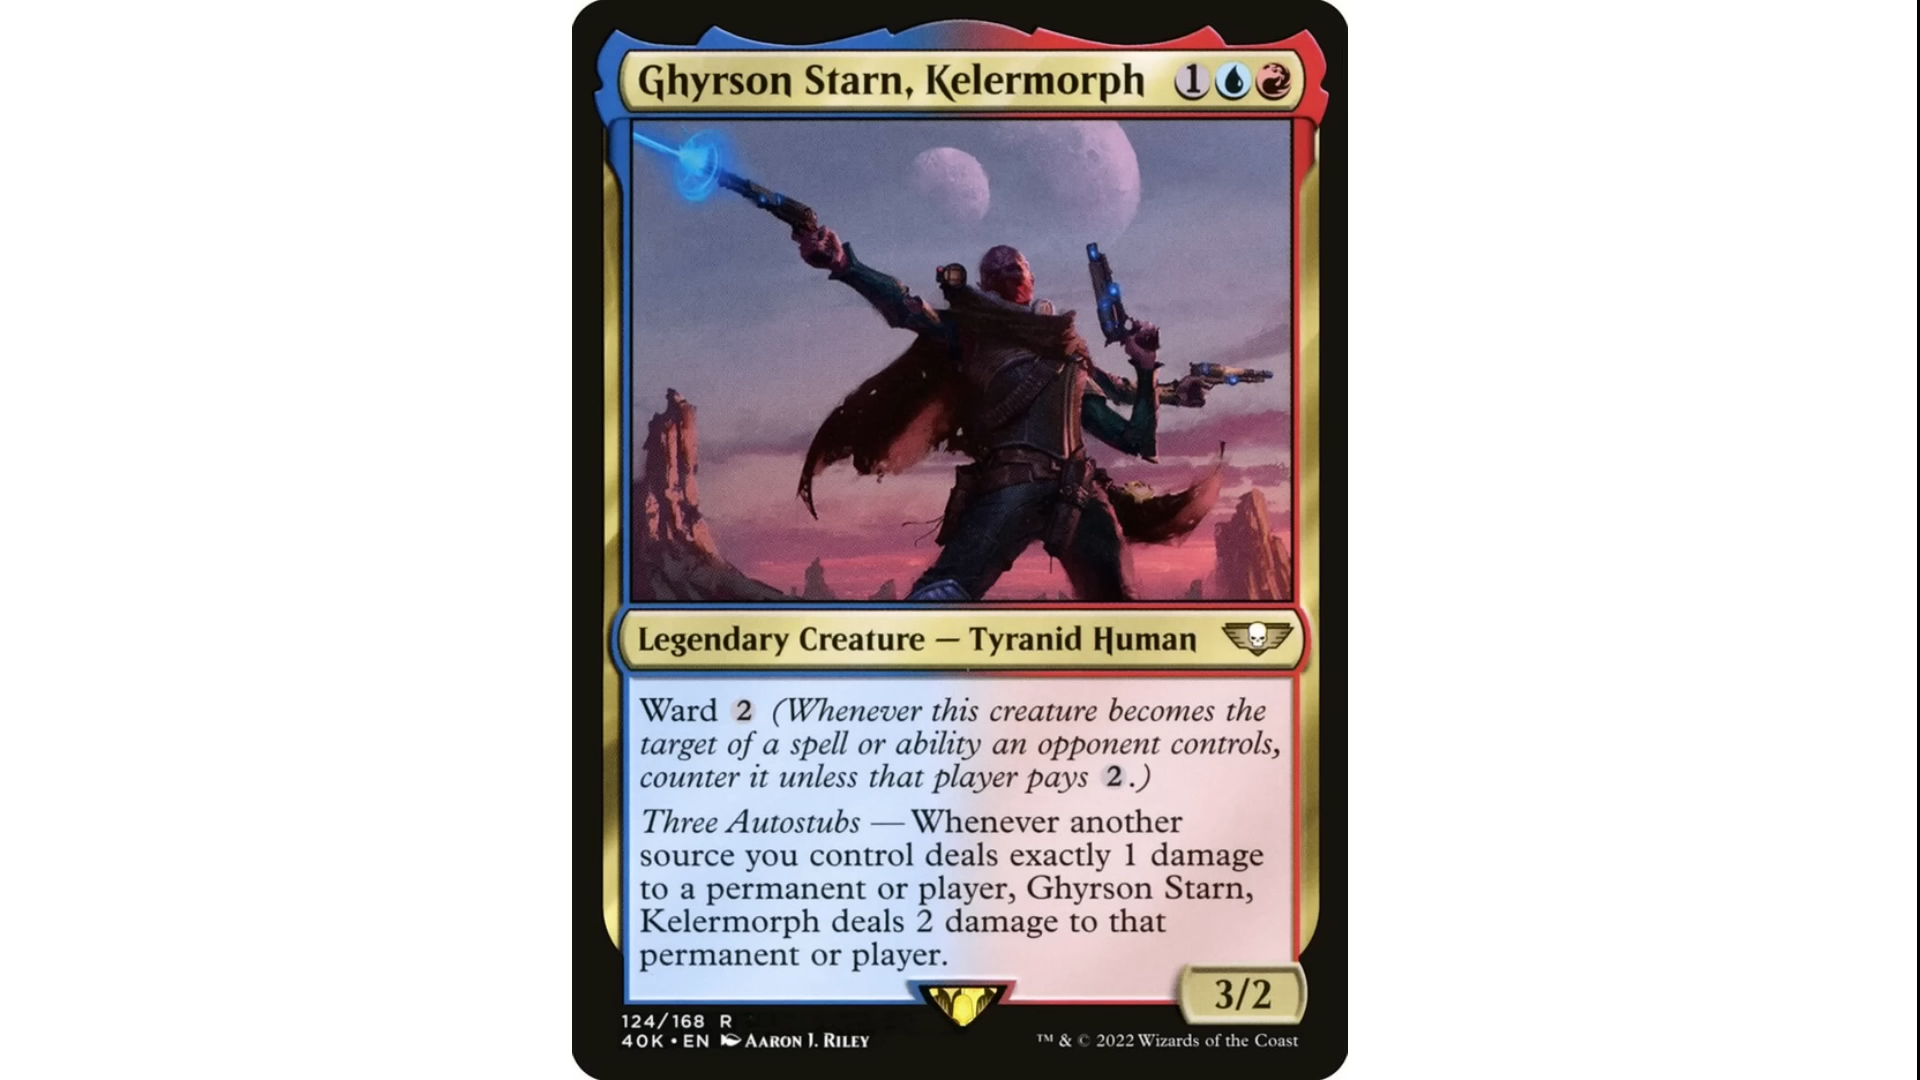 Ghyrson Starn, Kelermorph 1
Legendary Creature — Tyranid Human
Ward 2 (Whenever this creature becomes the
target of a spell or ability an opponent controls,
counter it unless that player pays 2.)
Three Autostubs — Whenever another
source you control deals exactly 1 damage
to a permanent or player, Ghyrson Starn,
Kelermorph deals 2 damage to that
permanent or player.
3/2
124/168 R
40K • EN Aaron J. Riley
™ & © 2022 Wizards of the Coast